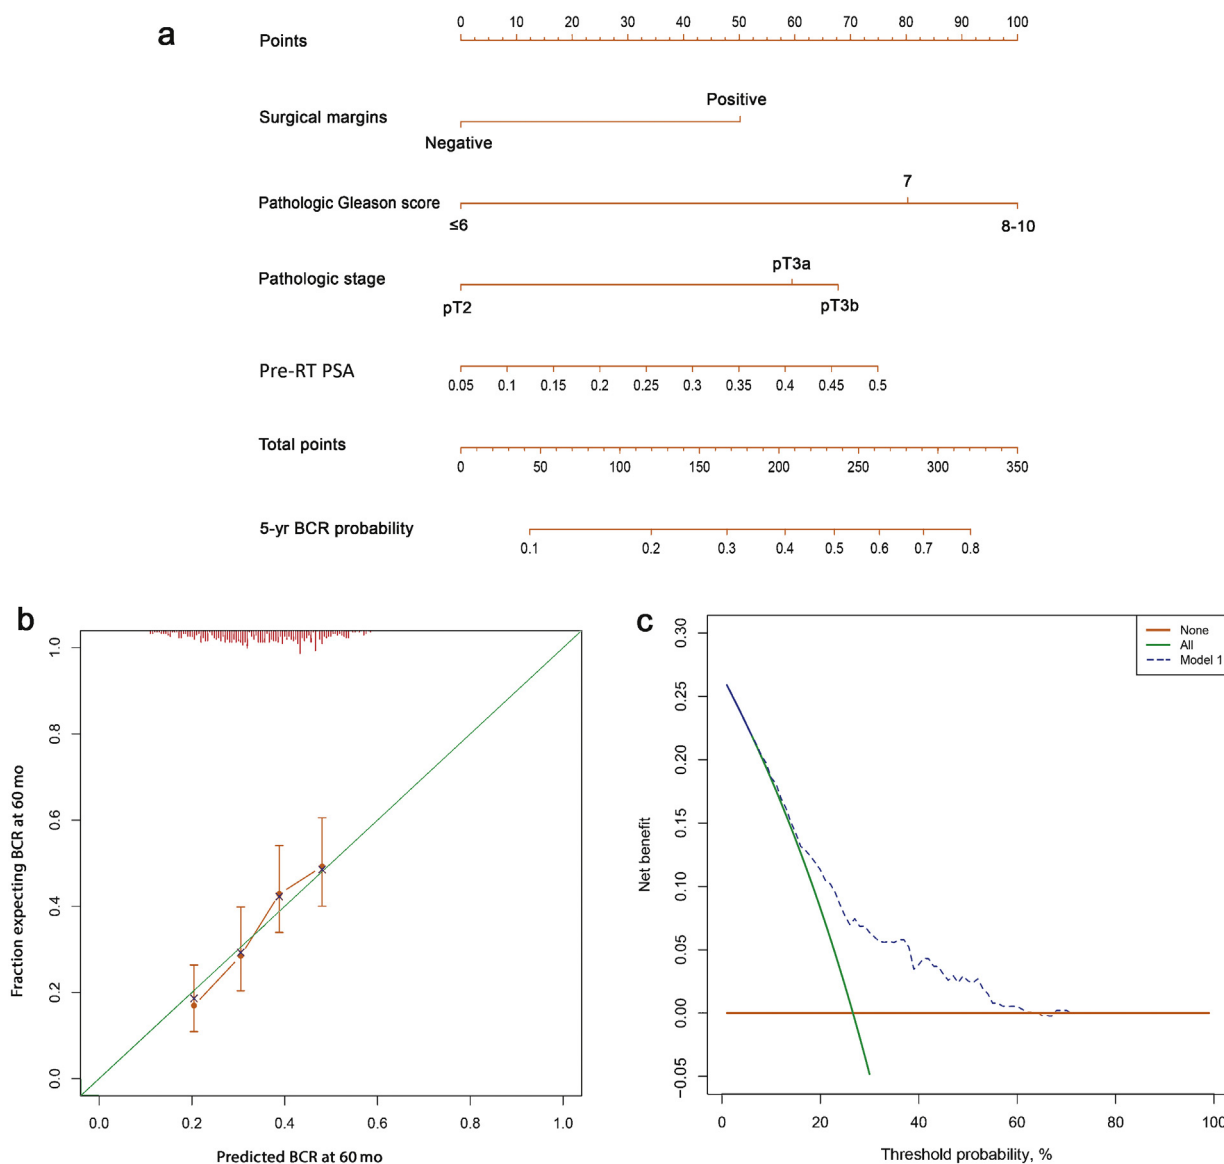 a
Points
0 10 20 30 40 50 60 70 80 90 100
Surgical margins
Positive
Negative
Pathologic Gleason score
7
≤6
8-10
Pathologic stage
pT3a
pT2
pT3b
Pre-RT PSA
0.05 0.1 0.15 0.2 0.25 0.3 0.35 0.4 0.45 0.5
Total points
0 50 100 150 200 250 300 350
5-yr BCR probability
0.1 0.2 0.3 0.4 0.5 0.6 0.7 0.8
b
Fraction expecting BCR at 60 mo
1.0
0.8
0.6
0.4
0.2
0.0
0.0 0.2 0.4 0.6 0.8 1.0
Predicted BCR at 60 mo
c
Net benefit
0.30
0.25
0.20
0.15
0.10
0.05
0.00
−0.05
None
All
Model 1
0 20 40 60 80 100
Threshold probability, %